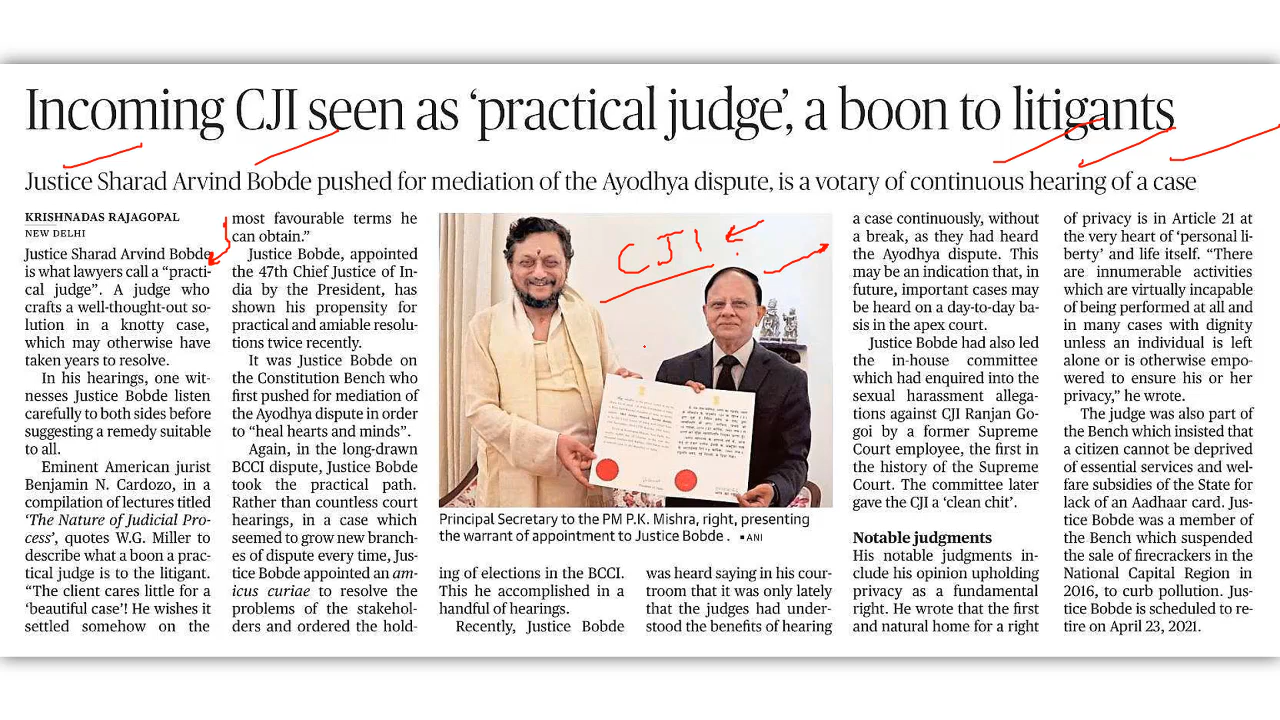 Incoming CJI seen as ‘practical judge’, a boon to litigants
Justice Sharad Arvind Bobde pushed for mediation of the Ayodhya dispute, is a votary of continuous hearing of a case
KRISHNADAS RAJAGOPAL
NEW DELHI
Justice Sharad Arvind Bobde
is what lawyers call a “practi-
cal judge”. A judge who
crafts a well-thought-out so-
lution in a knotty case,
which may otherwise have
taken years to resolve.
In his hearings, one wit-
nesses Justice Bobde listen
carefully to both sides before
suggesting a remedy suitable
to all.
Eminent American jurist
Benjamin N. Cardozo, in a
compilation of lectures titled
‘The Nature of Judicial Pro-
cess’, quotes W.G. Miller to
describe what a boon a prac-
tical judge is to the litigant.
“The client cares little for a
‘beautiful case’! He wishes it
settled somehow on the
most favourable terms he
can obtain.”
Justice Bobde, appointed
the 47th Chief Justice of In-
dia by the President, has
shown his propensity for
practical and amiable resolu-
tions twice recently.
It was Justice Bobde on
the Constitution Bench who
first pushed for mediation of
the Ayodhya dispute in order
to “heal hearts and minds”.
Again, in the long-drawn
BCCI dispute, Justice Bobde
took the practical path.
Rather than countless court
hearings, in a case which
seemed to grow new branch-
es of dispute every time, Jus-
tice Bobde appointed an am-
icus curiae to resolve the
problems of the stakehol-
ders and ordered the hold-
CJI
Principal Secretary to the PM P.K. Mishra, right, presenting
the warrant of appointment to Justice Bobde . ▪ ANI
ing of elections in the BCCI.
This he accomplished in a
handful of hearings.
Recently, Justice Bobde
was heard saying in his cour-
troom that it was only lately
that the judges had under-
stood the benefits of hearing
a case continuously, without
a break, as they had heard
the Ayodhya dispute. This
may be an indication that, in
future, important cases may
be heard on a day-to-day ba-
sis in the apex court.
Justice Bobde had also led
the in-house committee
which had enquired into the
sexual harassment allega-
tions against CJI Ranjan Go-
goi by a former Supreme
Court employee, the first in
the history of the Supreme
Court. The committee later
gave the CJI a ‘clean chit’.
Notable judgments
His notable judgments in-
clude his opinion upholding
privacy as a fundamental
right. He wrote that the first
and natural home for a right
of privacy is in Article 21 at
the very heart of ‘personal li-
berty’ and life itself. “There
are innumerable activities
which are virtually incapable
of being performed at all and
in many cases with dignity
unless an individual is left
alone or is otherwise empo-
wered to ensure his or her
privacy,” he wrote.
The judge was also part of
the Bench which insisted that
a citizen cannot be deprived
of essential services and wel-
fare subsidies of the State for
lack of an Aadhaar card. Jus-
tice Bobde was a member of
the Bench which suspended
the sale of firecrackers in the
National Capital Region in
2016, to curb pollution. Jus-
tice Bobde is scheduled to re-
tire on April 23, 2021.